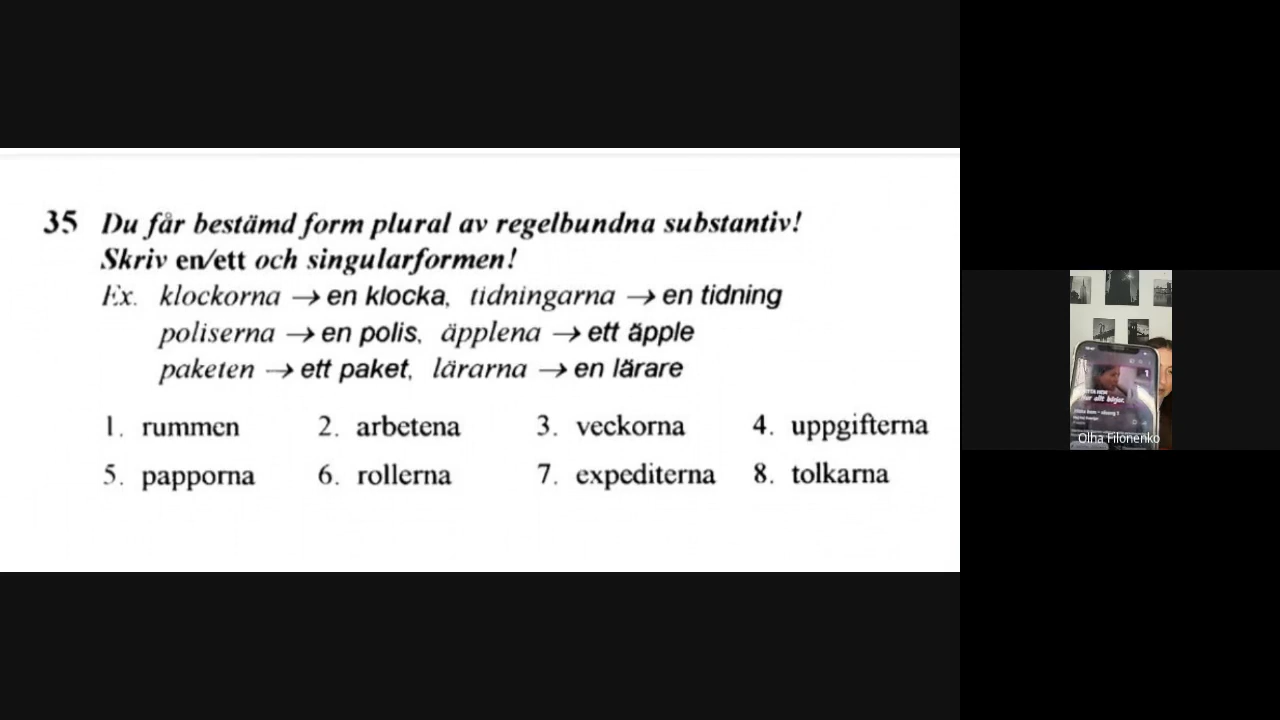 35 Du får bestämd form plural av regelbundna substantiv!
Skriv en/ett och singularformen!
Ex. klockorna → en klocka, tidningarna → en tidning
poliserna → en polis, äpplena → ett äpple
paketen → ett paket, lärarna → en lärare
1. rummen 2. arbetena 3. veckorna 4. uppgifterna
5. papporna 6. rollerna 7. expediterna 8. tolkarna
Olha Filonenko